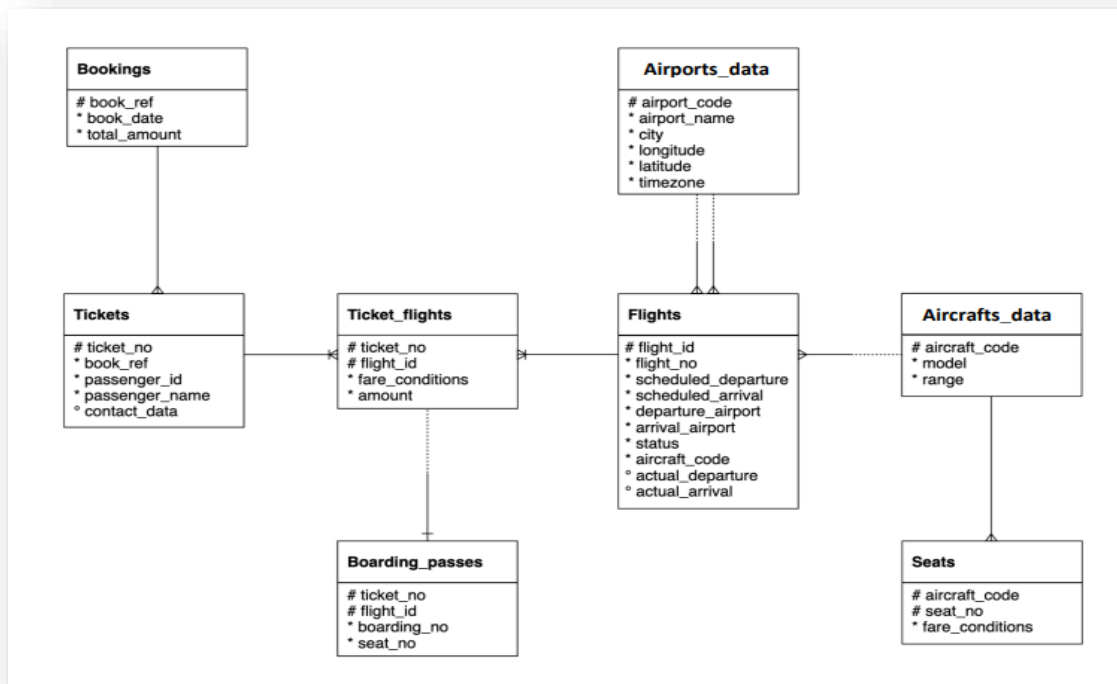 Bookings
# book_ref
* book_date
* total_amount
Airports_data
# airport_code
* airport_name
* city
* longitude
* latitude
* timezone
Tickets
# ticket_no
* book_ref
* passenger_id
* passenger_name
° contact_data
Ticket_flights
# ticket_no
# flight_id
* fare_conditions
* amount
Flights
# flight_id
* flight_no
* scheduled_departure
* scheduled_arrival
* departure_airport
* arrival_airport
* status
* aircraft_code
° actual_departure
° actual_arrival
Aircrafts_data
# aircraft_code
* model
* range
Boarding_passes
# ticket_no
# flight_id
* boarding_no
* seat_no
Seats
# aircraft_code
# seat_no
* fare_conditions